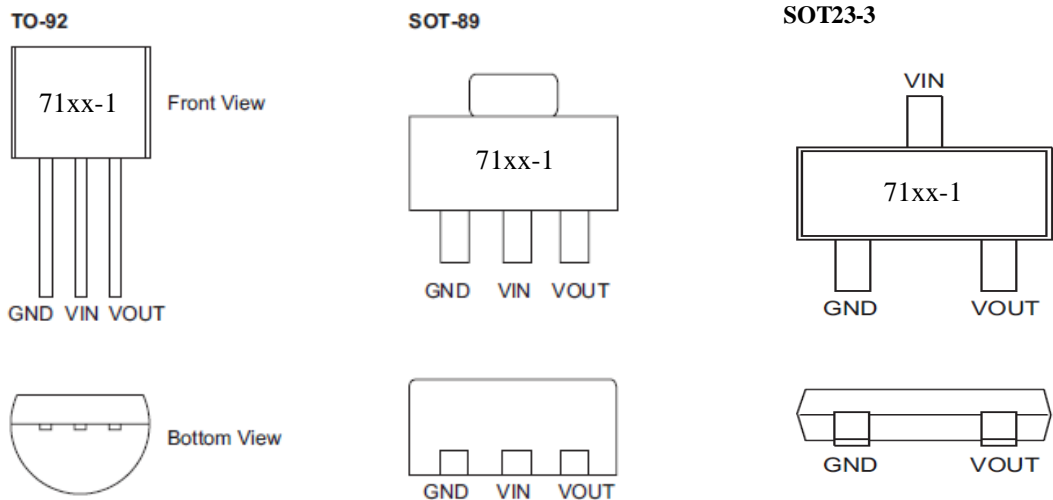 TO-92
SOT-89
SOT23-3
71xx-1
Front View
GND VIN VOUT
71xx-1
GND VIN VOUT
VIN
71xx-1
GND VOUT
Bottom View
GND VIN VOUT
GND VOUT